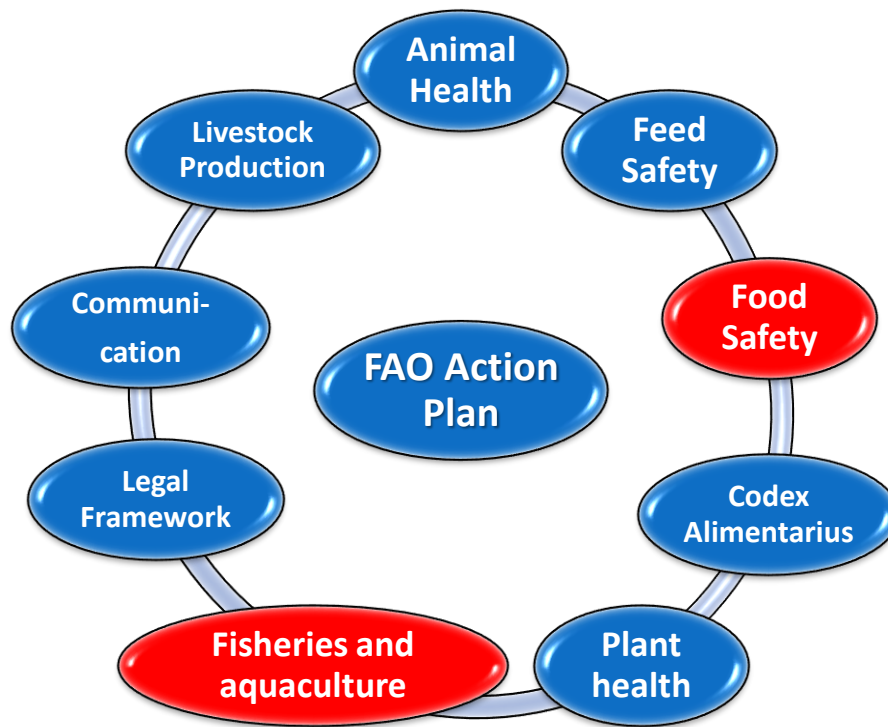 Animal
Health
Feed
Safety
Food
Safety
Codex
Alimentarius
Plant
health
Fisheries and
aquaculture
Legal
Framework
Communi-
cation
Livestock
Production
FAO Action
Plan